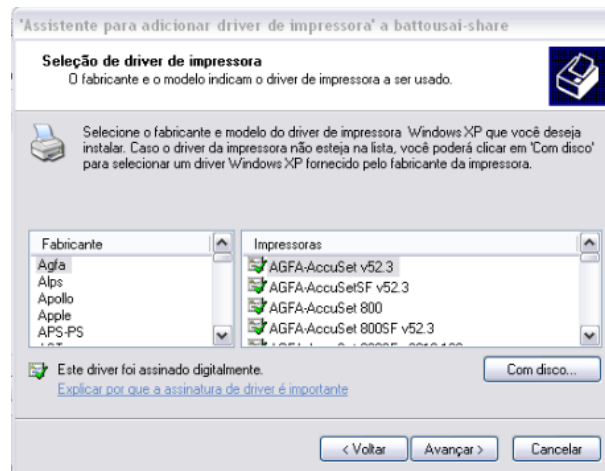 'Assistente para adicionar driver de impressora' a battousai-share
Seleção de driver de impressora
O fabricante e o modelo indicam o driver de impressora a ser usado.
Selecione o fabricante e modelo do driver de impressora Windows XP que você deseja
instalar. Caso o driver da impressora não esteja na lista, você poderá clicar em 'Com disco'
para selecionar um driver Windows XP fornecido pelo fabricante da impressora.
Fabricante
Agfa
Alps
Apollo
Apple
APS-PS
Impressoras
AGFA-AccuSet v52.3
AGFA-AccuSetSF v52.3
AGFA-AccuSet 800
AGFA-AccuSet 800SF v52.3
Este driver foi assinado digitalmente.
Explicar por que a assinatura de driver é importante
Com disco...
< Voltar
Avançar >
Cancelar